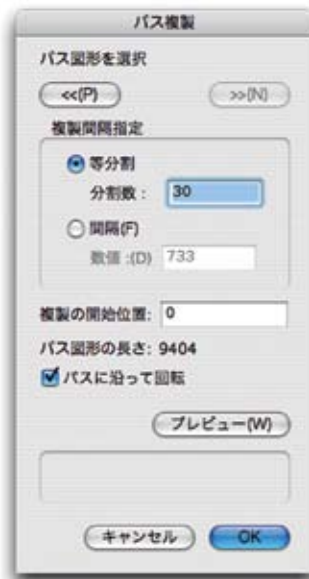 パス複製
パス図形を選択
<<(P) >>(N)
複製間隔指定
等分割
分割数： 30
間隔(F)
数値:(D) 733
複製の開始位置: 0
パス図形の長さ: 9404
パスに沿って回転
プレビュー(W)
キャンセル OK